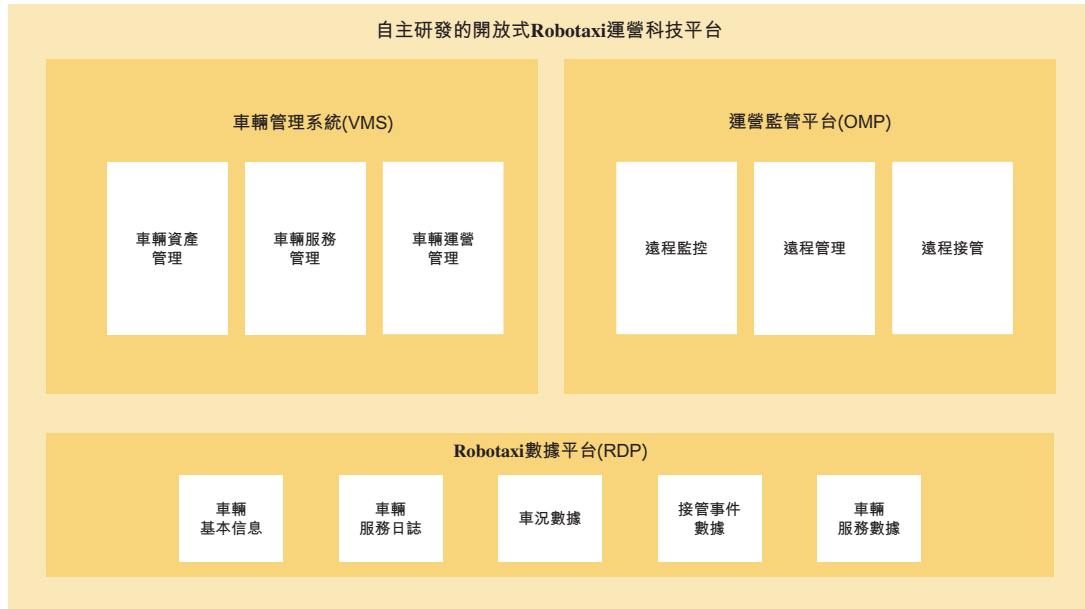 自主研發的開放式Robotaxi運營科技平台
車輛管理系統(VMS)
車輛資產
管理
車輛服務
管理
車輛運營
管理
運營監管平台(OMP)
遠程監控
遠程管理
遠程接管
Robotaxi數據平台(RDP)
車輛
基本信息
車輛
服務日誌
車況數據
接管事件
數據
車輛
服務數據